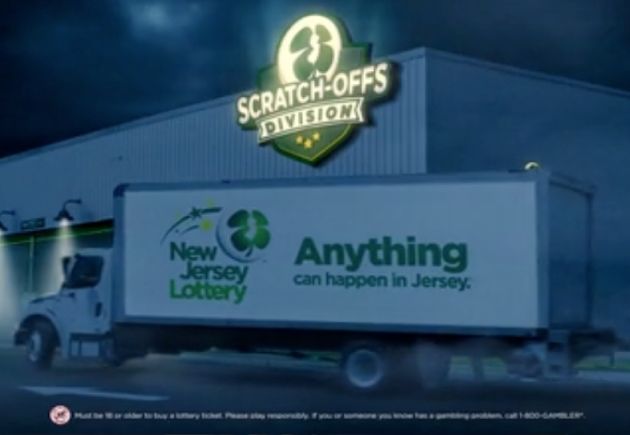 SCRATCH-OFFS
DIVISION
New
Jersey
Lottery
Anything
can happen in Jersey.
Must be 18 or older to buy a lottery ticket. Please play responsibly. If you or someone you know has a gambling problem, call 1-800-GAMBLER®.